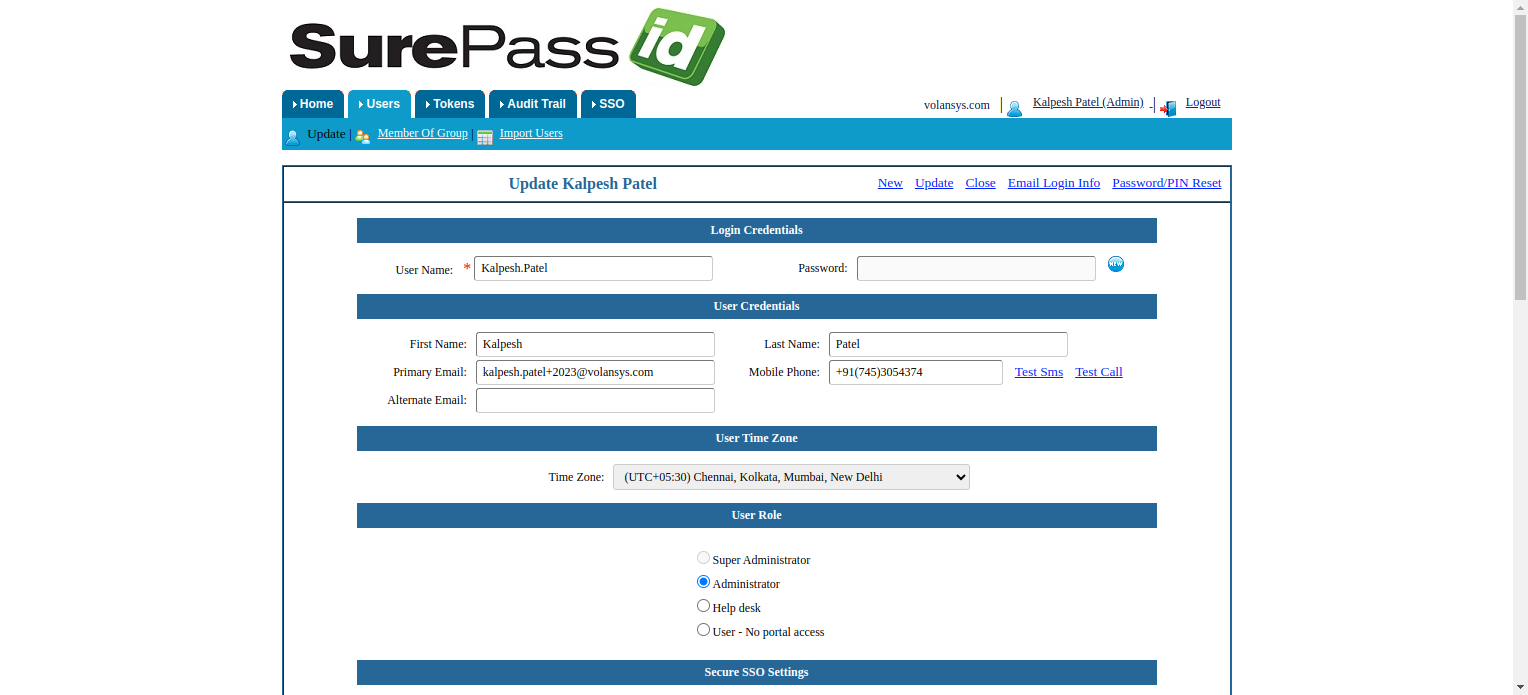 SurePass id
Home Users Tokens Audit Trail SSO volansys.com | Kalpesh Patel (Admin) - | Logout
Update | Member Of Group | Import Users
Update Kalpesh Patel New Update Close Email Login Info Password/PIN Reset
Login Credentials
User Name: * Kalpesh.Patel Password: NEW
User Credentials
First Name: Kalpesh Last Name: Patel
Primary Email: kalpesh.patel+2023@volansys.com Mobile Phone: +91(745)3054374 Test Sms Test Call
Alternate Email:
User Time Zone
Time Zone: (UTC+05:30) Chennai, Kolkata, Mumbai, New Delhi
User Role
Super Administrator
Administrator
Help desk
User - No portal access
Secure SSO Settings